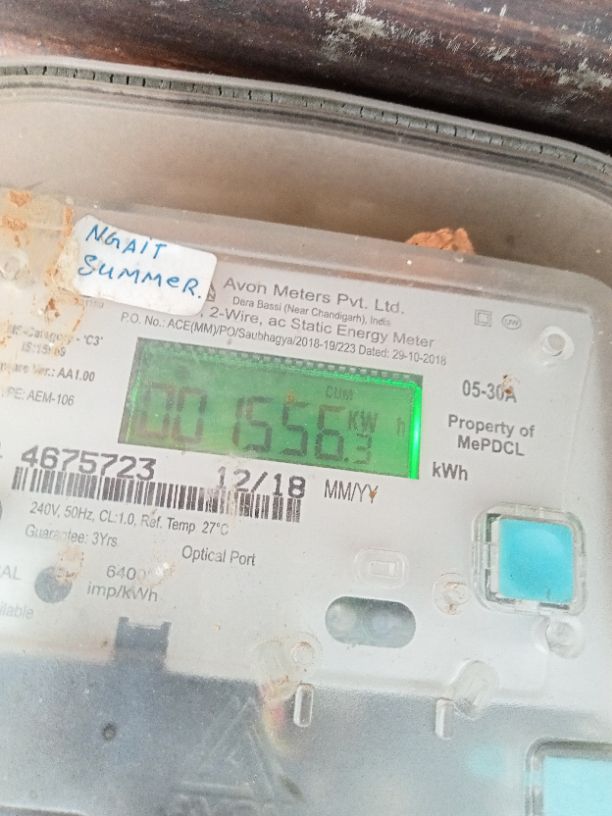 NGAIT
SUMMER.
Avon Meters Pvt. Ltd.
Dera Bassi (Near Chandigarh), India
2-Wire, ac Static Energy Meter
P.O. No.: ACE(MM)/PO/Saubhagya/2018-19/223 Dated: 29-10-2018
'C3'
Ver.: AA1.00
AEM-106
CUM
001556.3 KW h
05-30A
Property of
MePDCL
kWh
4675723 12/18 MM/YY
240V, 50Hz, CL:1.0, Ref. Temp. 27°C
Guarantee: 3Yrs
Optical Port
6400
imp/kWh